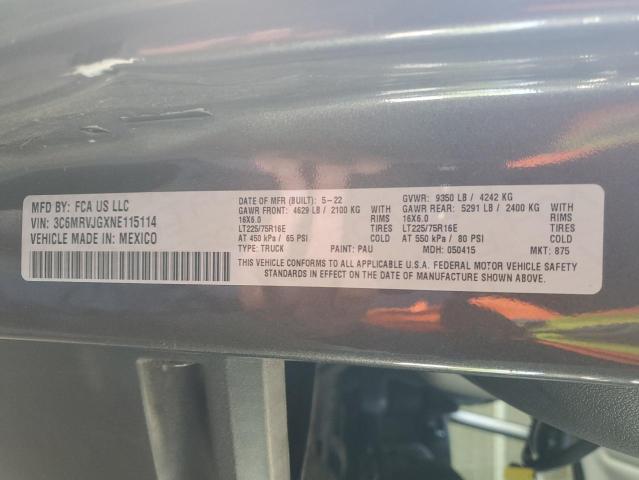 MFD BY: FCA US LLC
VIN: 3C6MRVJGXNE115114
VEHICLE MADE IN: MEXICO
DATE OF MFR (BUILT): 5-22
GAWR FRONT: 4629 LB / 2100 KG
16X6.0 RIMS
WITH
LT225/75R16E TIRES
AT 450 kPa / 65 PSI
TYPE: TRUCK PAINT: PAU
GVWR: 9350 LB / 4242 KG
GAWR REAR: 5291 LB / 2400 KG
16X6.0 RIMS
WITH
LT225/75R16E TIRES
AT 550 kPa / 80 PSI
MDH: 050415 MKT: 875
THIS VEHICLE CONFORMS TO ALL APPLICABLE U.S.A. FEDERAL MOTOR VEHICLE SAFETY
STANDARDS IN EFFECT ON THE DATE OF MANUFACTURE SHOWN ABOVE.